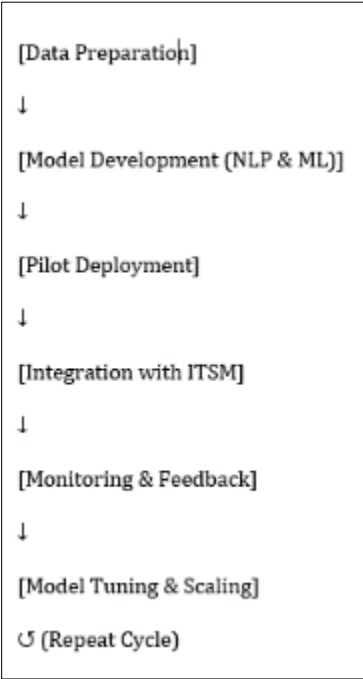 [Data Preparation]
↓
[Model Development (NLP & ML)]
↓
[Pilot Deployment]
↓
[Integration with ITSM]
↓
[Monitoring & Feedback]
↓
[Model Tuning & Scaling]
↺ (Repeat Cycle)